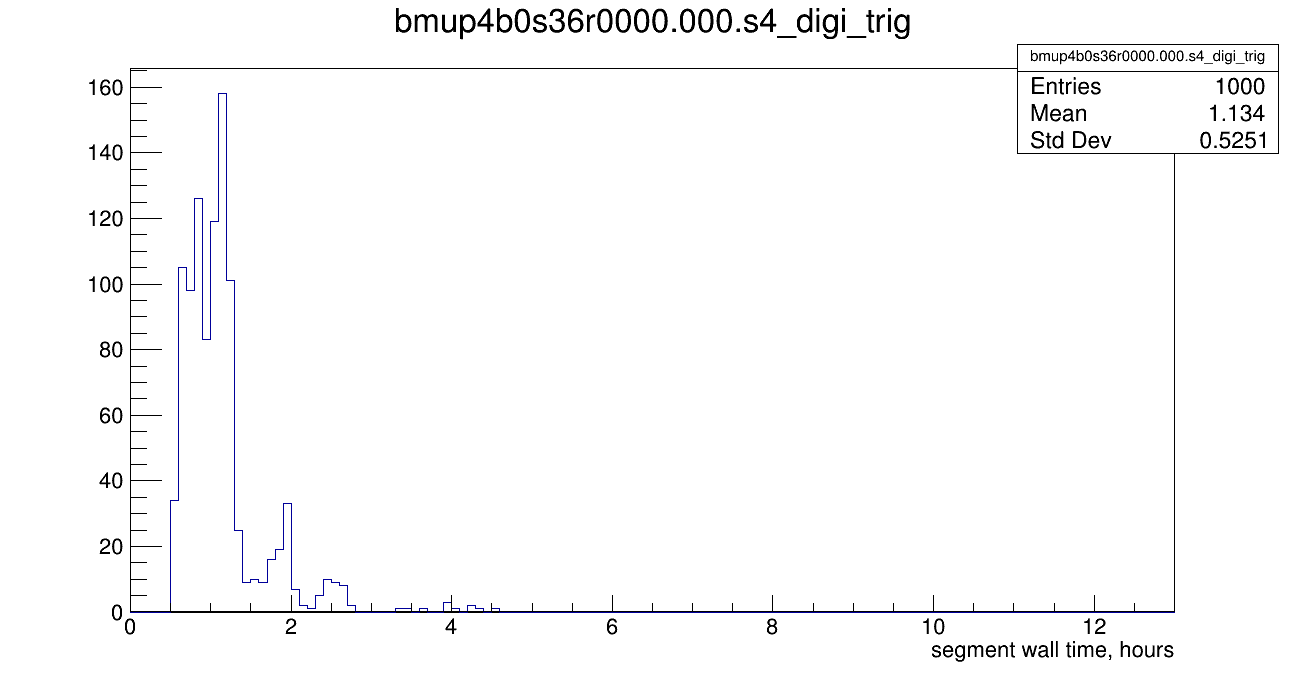 bmup4b0s36r0000.000.s4_digi_trig
bmup4b0s36r0000.000.s4_digi_trig
Entries 1000
Mean 1.134
Std Dev 0.5251
160
140
120
100
80
60
40
20
0
0 2 4 6 8 10 12
segment wall time, hours